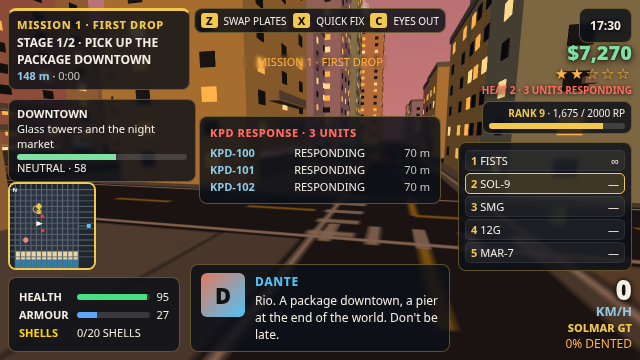 MISSION 1 · FIRST DROP
STAGE 1/2 · PICK UP THE
PACKAGE DOWNTOWN
148 m · 0:00
Z SWAP PLATES X QUICK FIX C EYES OUT
MISSION 1 · FIRST DROP
17:30
$7,270
★★☆☆☆
HEAT 2 · 3 UNITS RESPONDING
RANK 9 · 1,675 / 2000 RP
DOWNTOWN
Glass towers and the night
market
NEUTRAL · 58
KPD RESPONSE · 3 UNITS
KPD-100 RESPONDING 70 m
KPD-101 RESPONDING 70 m
KPD-102 RESPONDING 70 m
1 FISTS ∞
2 SOL-9 —
3 SMG —
4 12G —
5 MAR-7 —
HEALTH 95
ARMOUR 27
SHELLS 0/20 SHELLS
D
DANTE
Rio. A package downtown, a pier
at the end of the world. Don't be
late.
0
KM/H
SOLMAR GT
0% DENTED